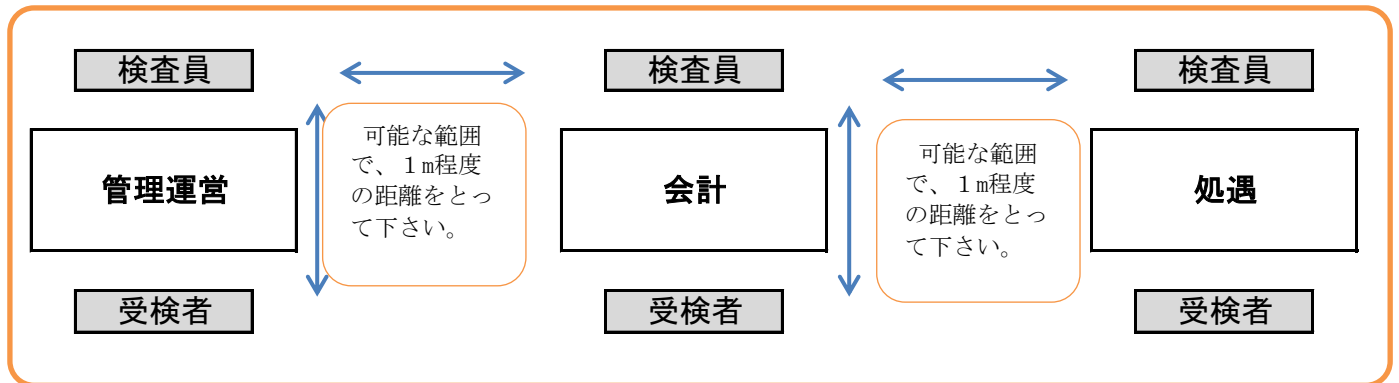 検査員
検査員
検査員
管理運営
可能な範囲
で、１m程度
の距離をとっ
て下さい。
会計
可能な範囲
で、１m程度
の距離をとっ
て下さい。
処遇
受検者
受検者
受検者